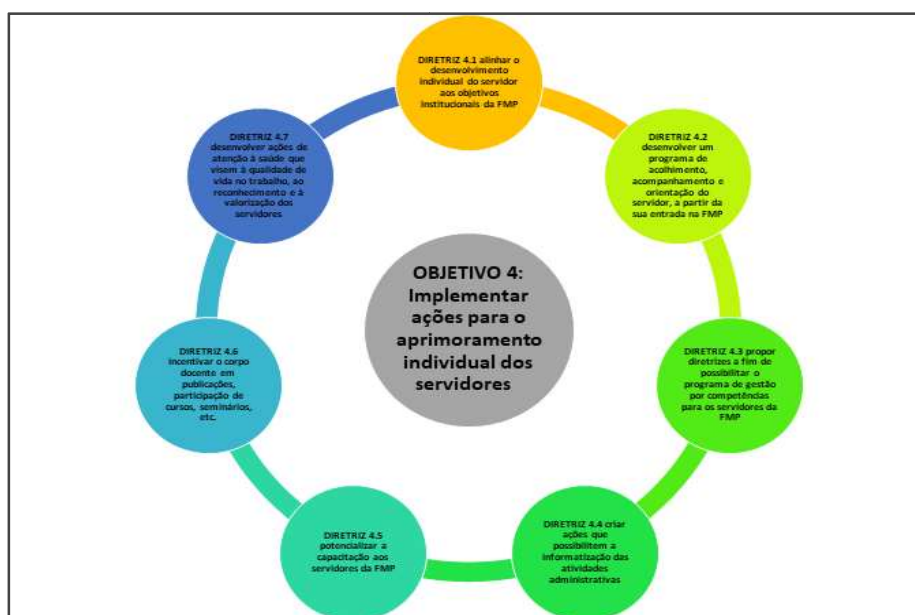 DIRETRIZ 4.1 alinhar o
desenvolvimento
individual do servidor
aos objetivos
institucionais da FMP
DIRETRIZ 4.2
desenvolver um
programa de
acolhimento,
acompanhamento e
orientação do
servidor, a partir da
sua entrada na FMP
DIRETRIZ 4.3 propor
diretrizes a fim de
possibilitar o
programa de gestão
por competências
para os servidores da
FMP
DIRETRIZ 4.4 criar
ações que
possibilitem a
informatização das
atividades
administrativas
DIRETRIZ 4.5
potencializar a
capacitação aos
servidores da FMP
DIRETRIZ 4.6
incentivar o corpo
docente em
publicações,
participação de
cursos, seminários,
etc.
DIRETRIZ 4.7
desenvolver ações de
atenção à saúde que
visem à qualidade de
vida no trabalho, ao
reconhecimento e à
valorização dos
servidores
OBJETIVO 4:
Implementar
ações para o
aprimoramento
individual dos
servidores